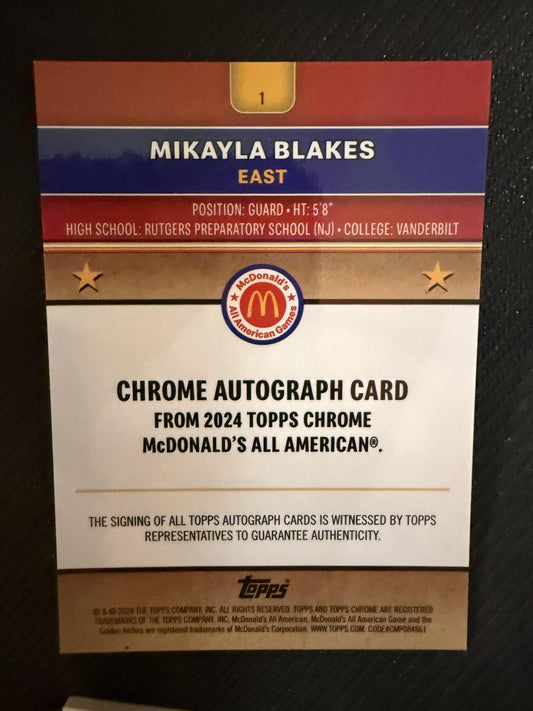 1
MIKAYLA BLAKES
EAST
POSITION: GUARD • HT: 5'8"
HIGH SCHOOL: RUTGERS PREPARATORY SCHOOL (NJ) • COLLEGE: VANDERBILT
McDonald's
All American Games
CHROME AUTOGRAPH CARD
FROM 2024 TOPPS CHROME
McDONALD'S ALL AMERICAN®.
THE SIGNING OF ALL TOPPS AUTOGRAPH CARDS IS WITNESSED BY TOPPS
REPRESENTATIVES TO GUARANTEE AUTHENTICITY.
topps
® & © 2024 THE TOPPS COMPANY, INC. ALL RIGHTS RESERVED. TOPPS AND TOPPS CHROME ARE REGISTERED
TRADEMARKS OF THE TOPPS COMPANY, INC. McDonald's All American, McDonald's All American Game and the
Golden Arches are registered trademarks of McDonald's Corporation. WWW.TOPPS.COM. CODE#CMP084861